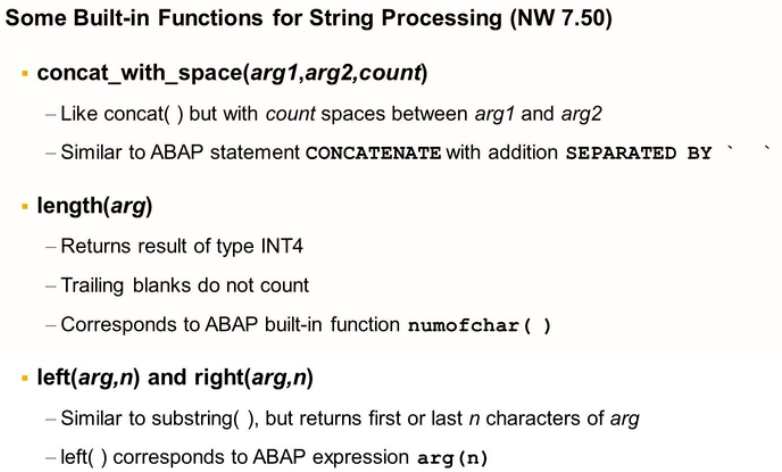 Some Built-in Functions for String Processing (NW 7.50)
▪ concat_with_space(arg1,arg2,count)
– Like concat( ) but with count spaces between arg1 and arg2
– Similar to ABAP statement CONCATENATE with addition SEPARATED BY ` `
▪ length(arg)
– Returns result of type INT4
– Trailing blanks do not count
– Corresponds to ABAP built-in function numofchar( )
▪ left(arg,n) and right(arg,n)
– Similar to substring( ), but returns first or last n characters of arg
– left( ) corresponds to ABAP expression arg(n)